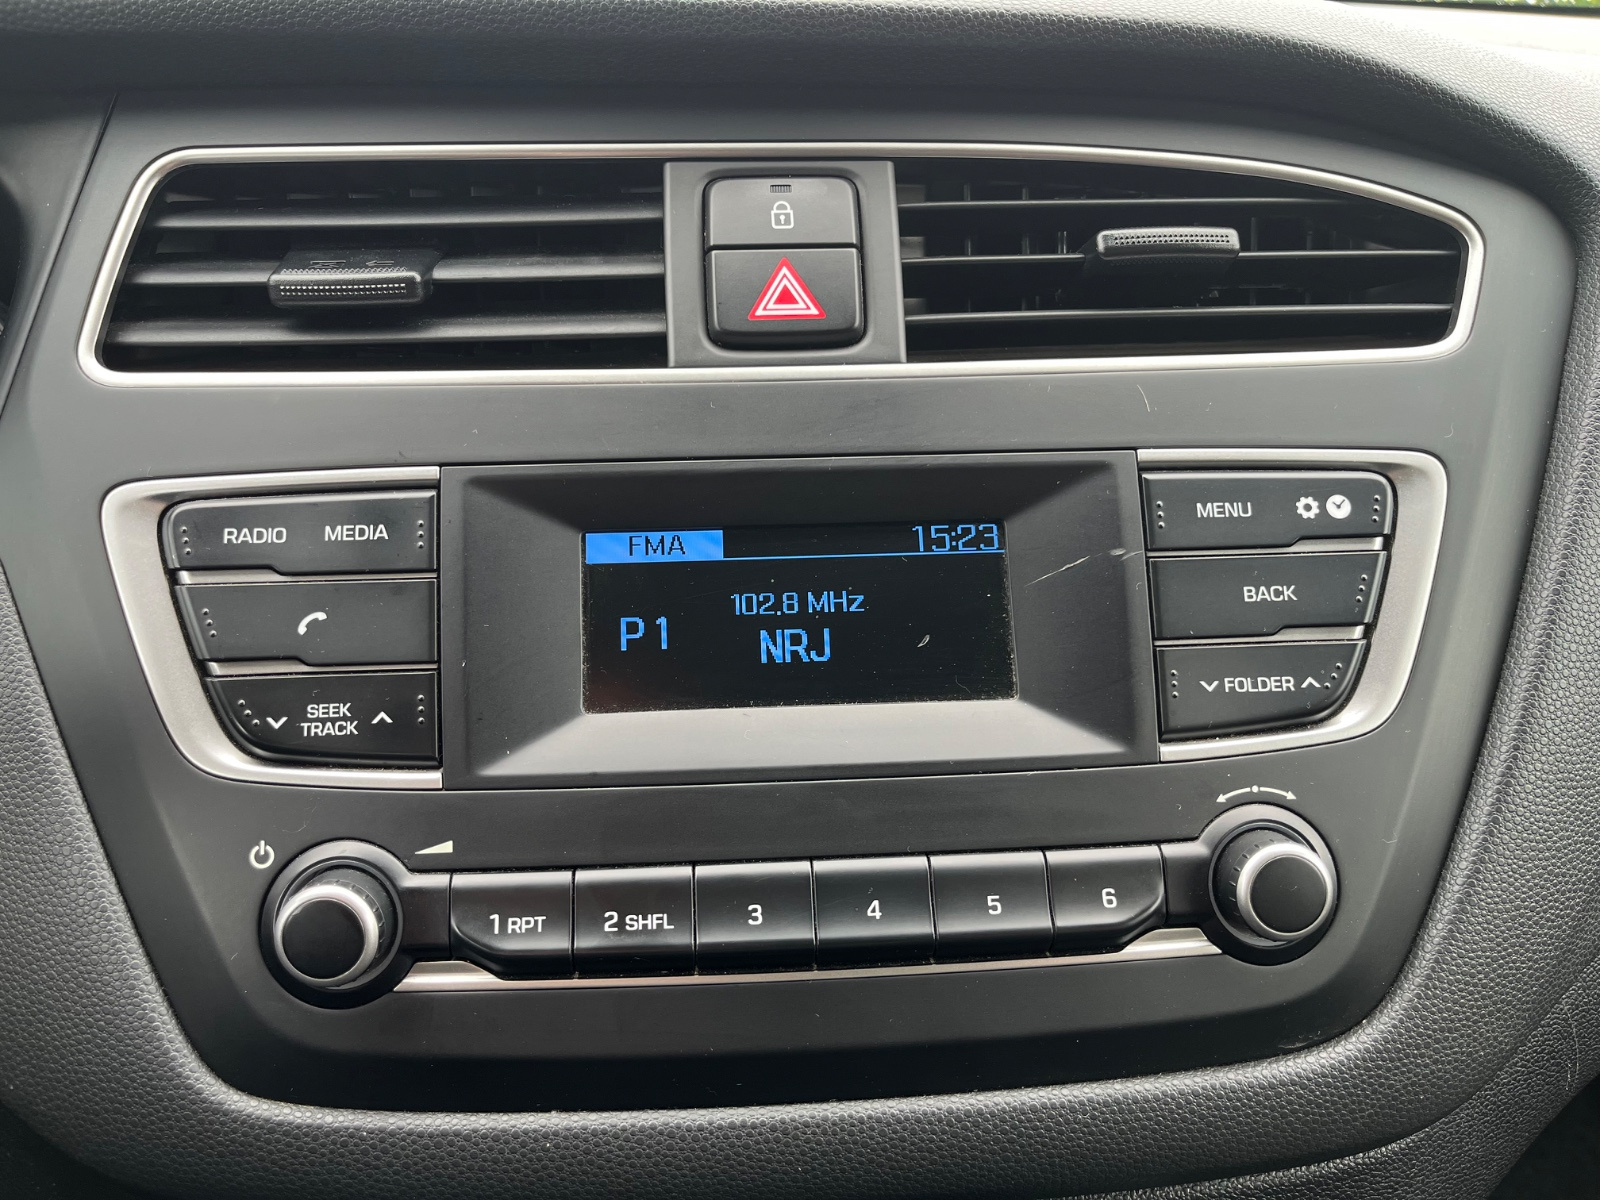 RADIO MEDIA
SEEK
TRACK
FMA 15:23
102.8 MHz
P1
NRJ
MENU
BACK
FOLDER
1 RPT
2 SHFL
3
4
5
6